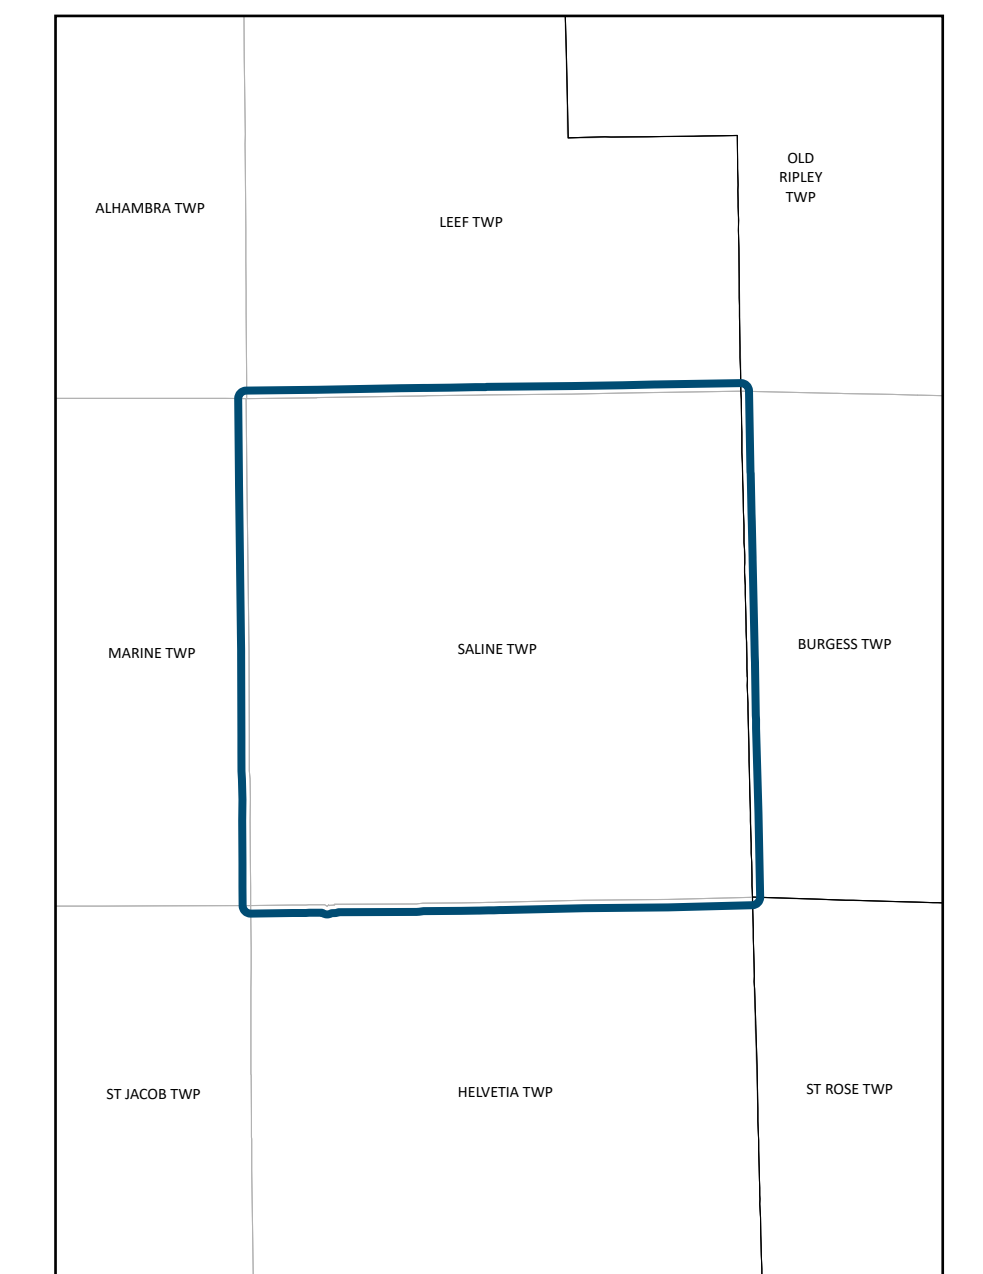 OLD
RIPLEY
TWP
ALHAMBRA TWP
LEEF TWP
MARINE TWP
SALINE TWP
BURGESS TWP
ST JACOB TWP
HELVETIA TWP
ST ROSE TWP